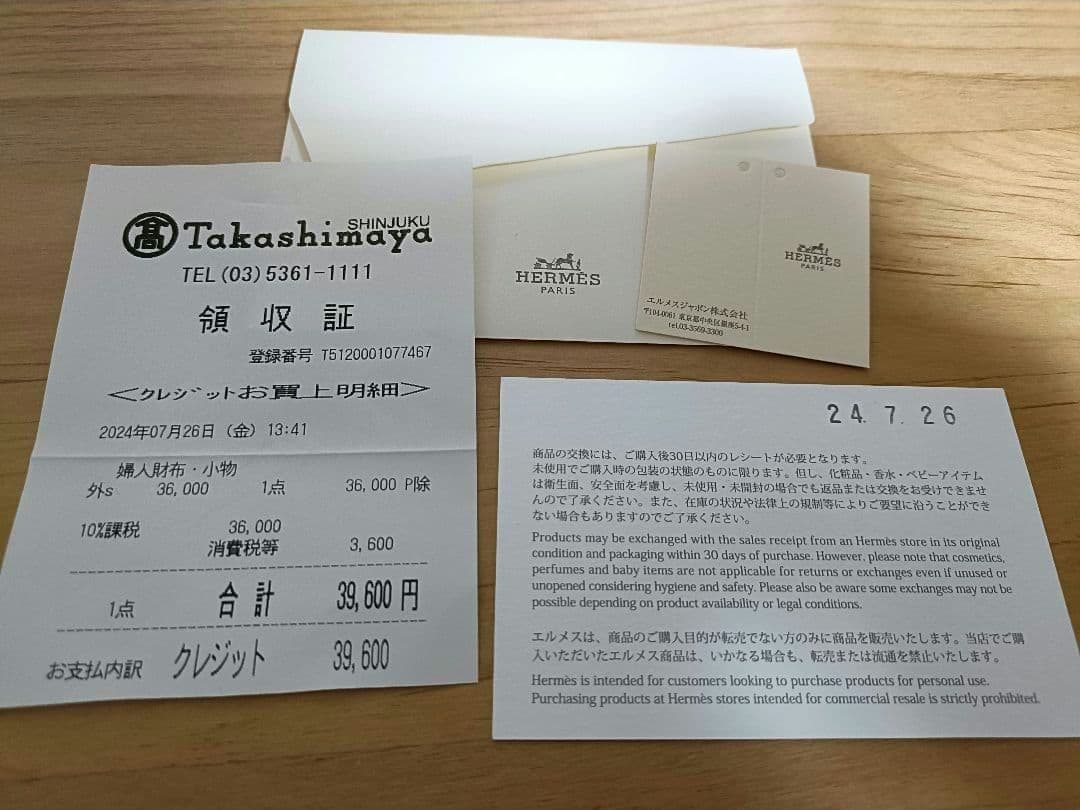 高 Takashimaya SHINJUKU
TEL (03) 5361-1111
領収証
登録番号 T5120001077467
<クレジットお買上明細>
2024年07月26日(金) 13:41
婦人財布・小物
外s 36,000 1点 36,000 P除
10%課税 36,000
消費税等 3,600
1点 合計 39,600円
お支払内訳 クレジット 39,600
HERMÈS
PARIS
エルメスジャポン株式会社
〒104-0061 東京都中央区銀座5-4-1
tel.03-3569-3300
HERMÈS
PARIS
24. 7. 26
商品の交換には、ご購入後30日以内のレシートが必要となります。
未使用でご購入時の包装の状態のものに限ります。但し、化粧品・香水・ベビーアイテム
は衛生面、安全面を考慮し、未使用・未開封の場合でも返品または交換をお受けできませ
んので了承ください。また、在庫の状況や法律上の規制等によりご要望に沿うことができ
ない場合もありますのでご了承ください。
Products may be exchanged with the sales receipt from an Hermès store in its original
condition and packaging within 30 days of purchase. However, please note that cosmetics,
perfumes and baby items are not applicable for returns or exchanges even if unused or
unopened considering hygiene and safety. Please also be aware some exchanges may not be
possible depending on product availability or legal conditions.
エルメスは、商品のご購入目的が転売でない方のみに商品を販売いたします。当店でご購
入いただいたエルメス商品は、いかなる場合も、転売または流通を禁止いたします。
Hermès is intended for customers looking to purchase products for personal use.
Purchasing products at Hermès stores intended for commercial resale is strictly prohibited.